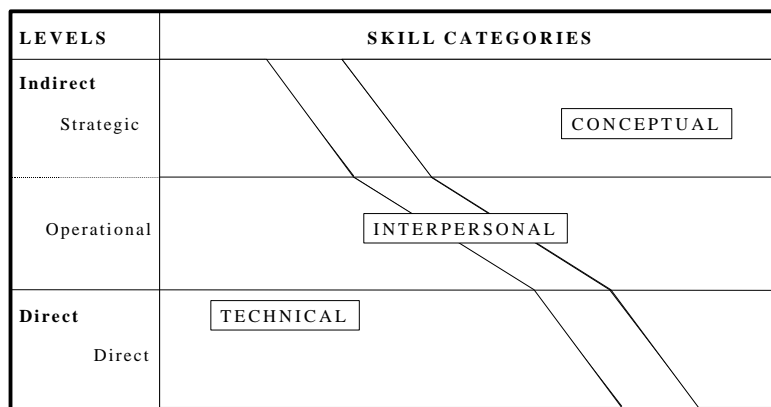 LEVELS
SKILL CATEGORIES
Indirect
Strategic
CONCEPTUAL
Operational
INTERPERSONAL
Direct
TECHNICAL
Direct